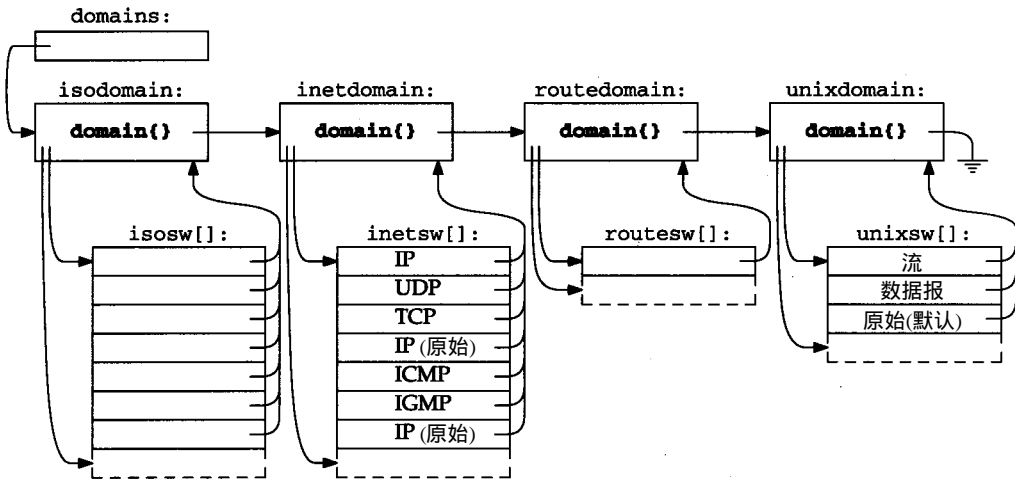 domains:
isodomain:
inetdomain:
routedomain:
unixdomain:
domain{}
domain{}
domain{}
domain{}
isosw[]:
inetsw[]:
routesw[]:
unixsw[]:
IP
UDP
TCP
IP (原始)
ICMP
IGMP
IP (原始)
流
数据报
原始(默认)